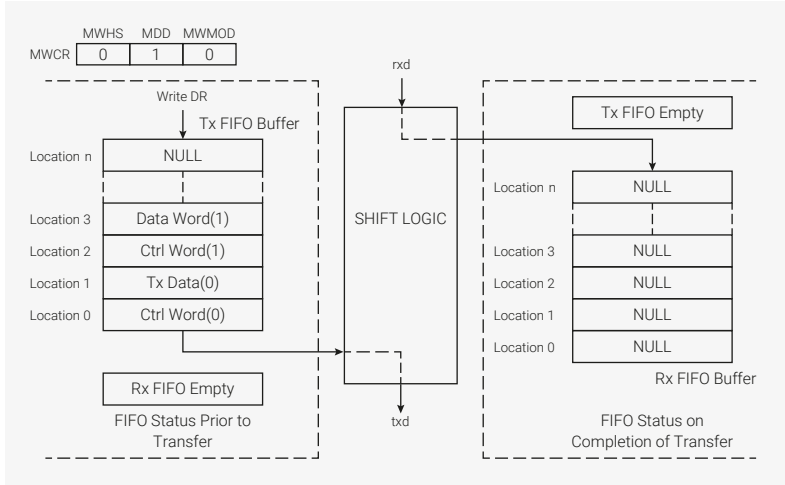 MWHS MDD MWMOD
MWCR 0 1 0
Write DR
Tx FIFO Buffer
Location n NULL
Location 3 Data Word(1)
Location 2 Ctrl Word(1)
Location 1 Tx Data(0)
Location 0 Ctrl Word(0)
Rx FIFO Empty
FIFO Status Prior to
Transfer
rxd
SHIFT LOGIC
txd
Tx FIFO Empty
Location n NULL
Location 3 NULL
Location 2 NULL
Location 1 NULL
Location 0 NULL
Rx FIFO Buffer
FIFO Status on
Completion of Transfer